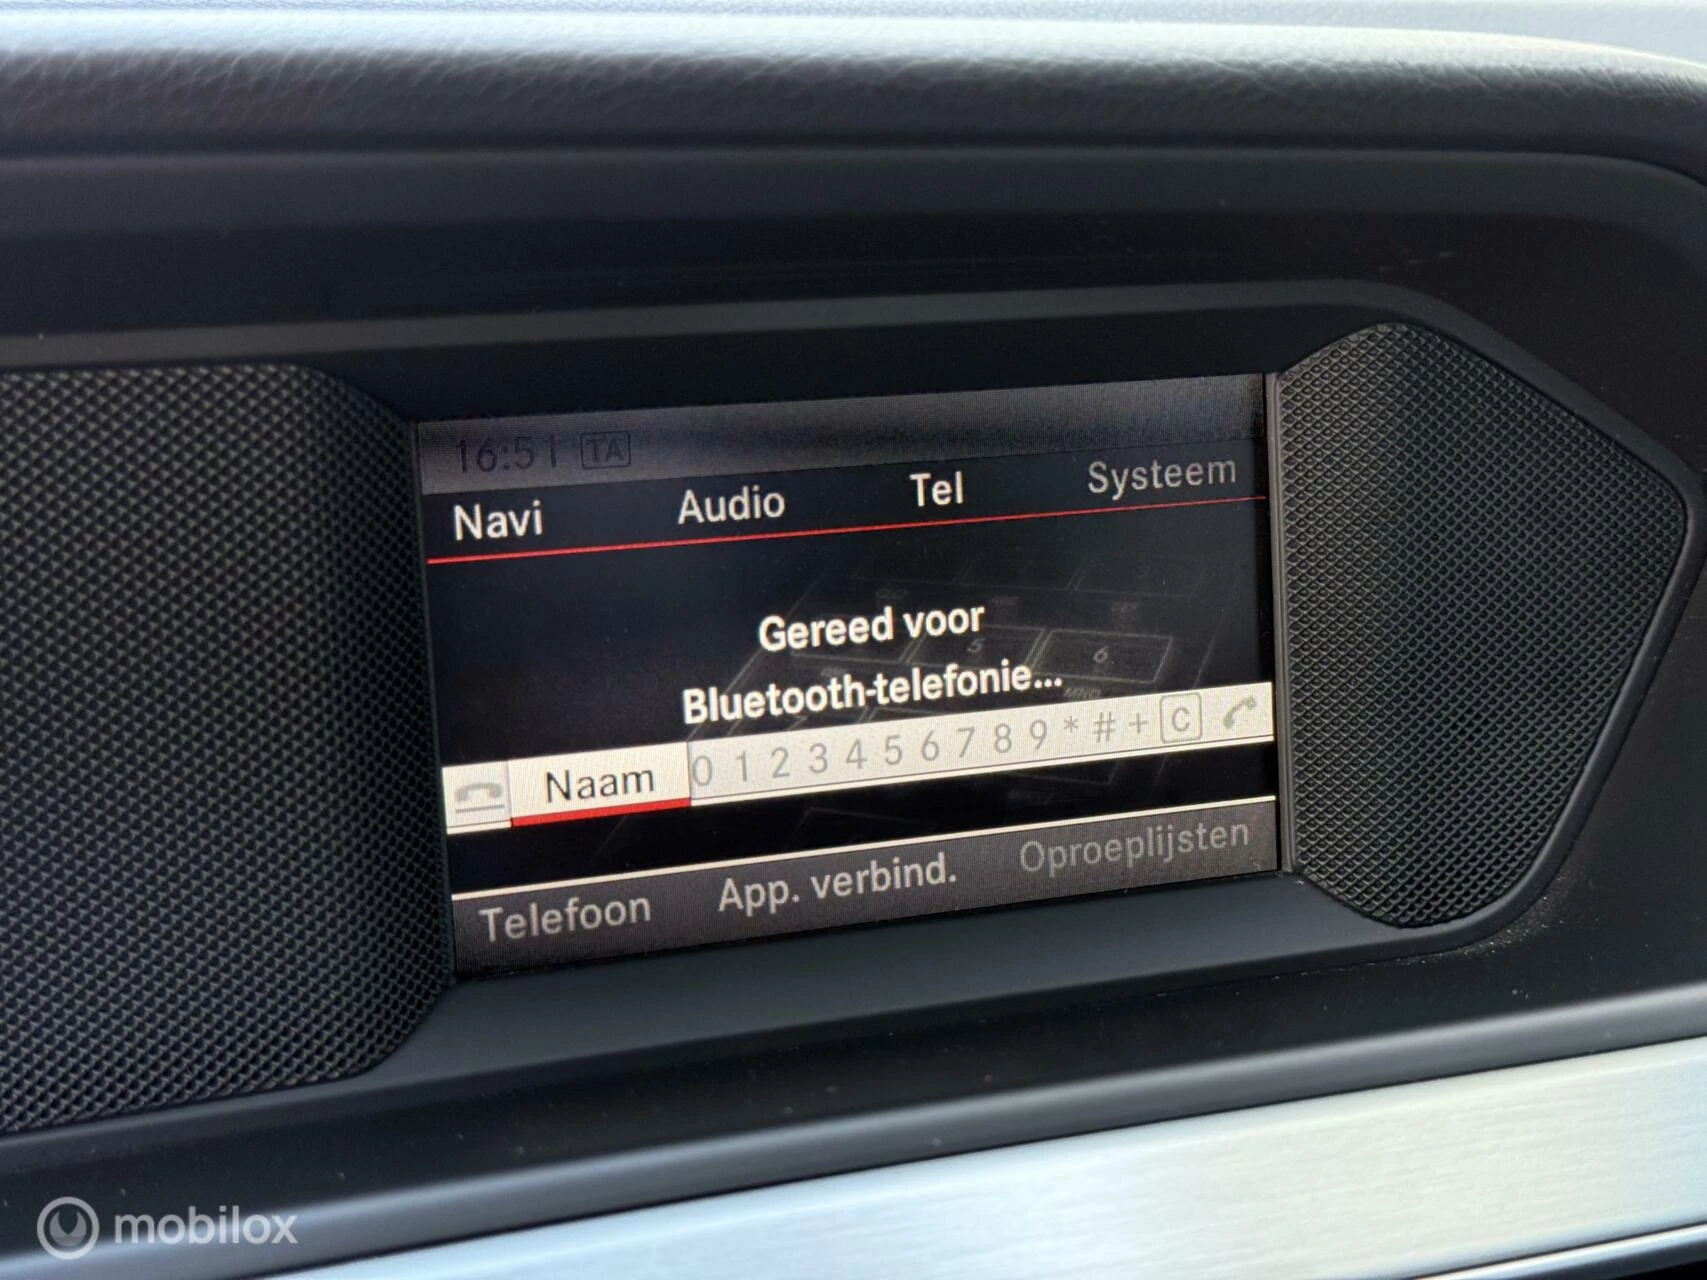 16:51 TA
Navi Audio Tel Systeem
Gereed voor
Bluetooth-telefonie...
Naam 0 1 2 3 4 5 6 7 8 9 * # + C
Telefoon App. verbind. Oproeplijsten
mobilox